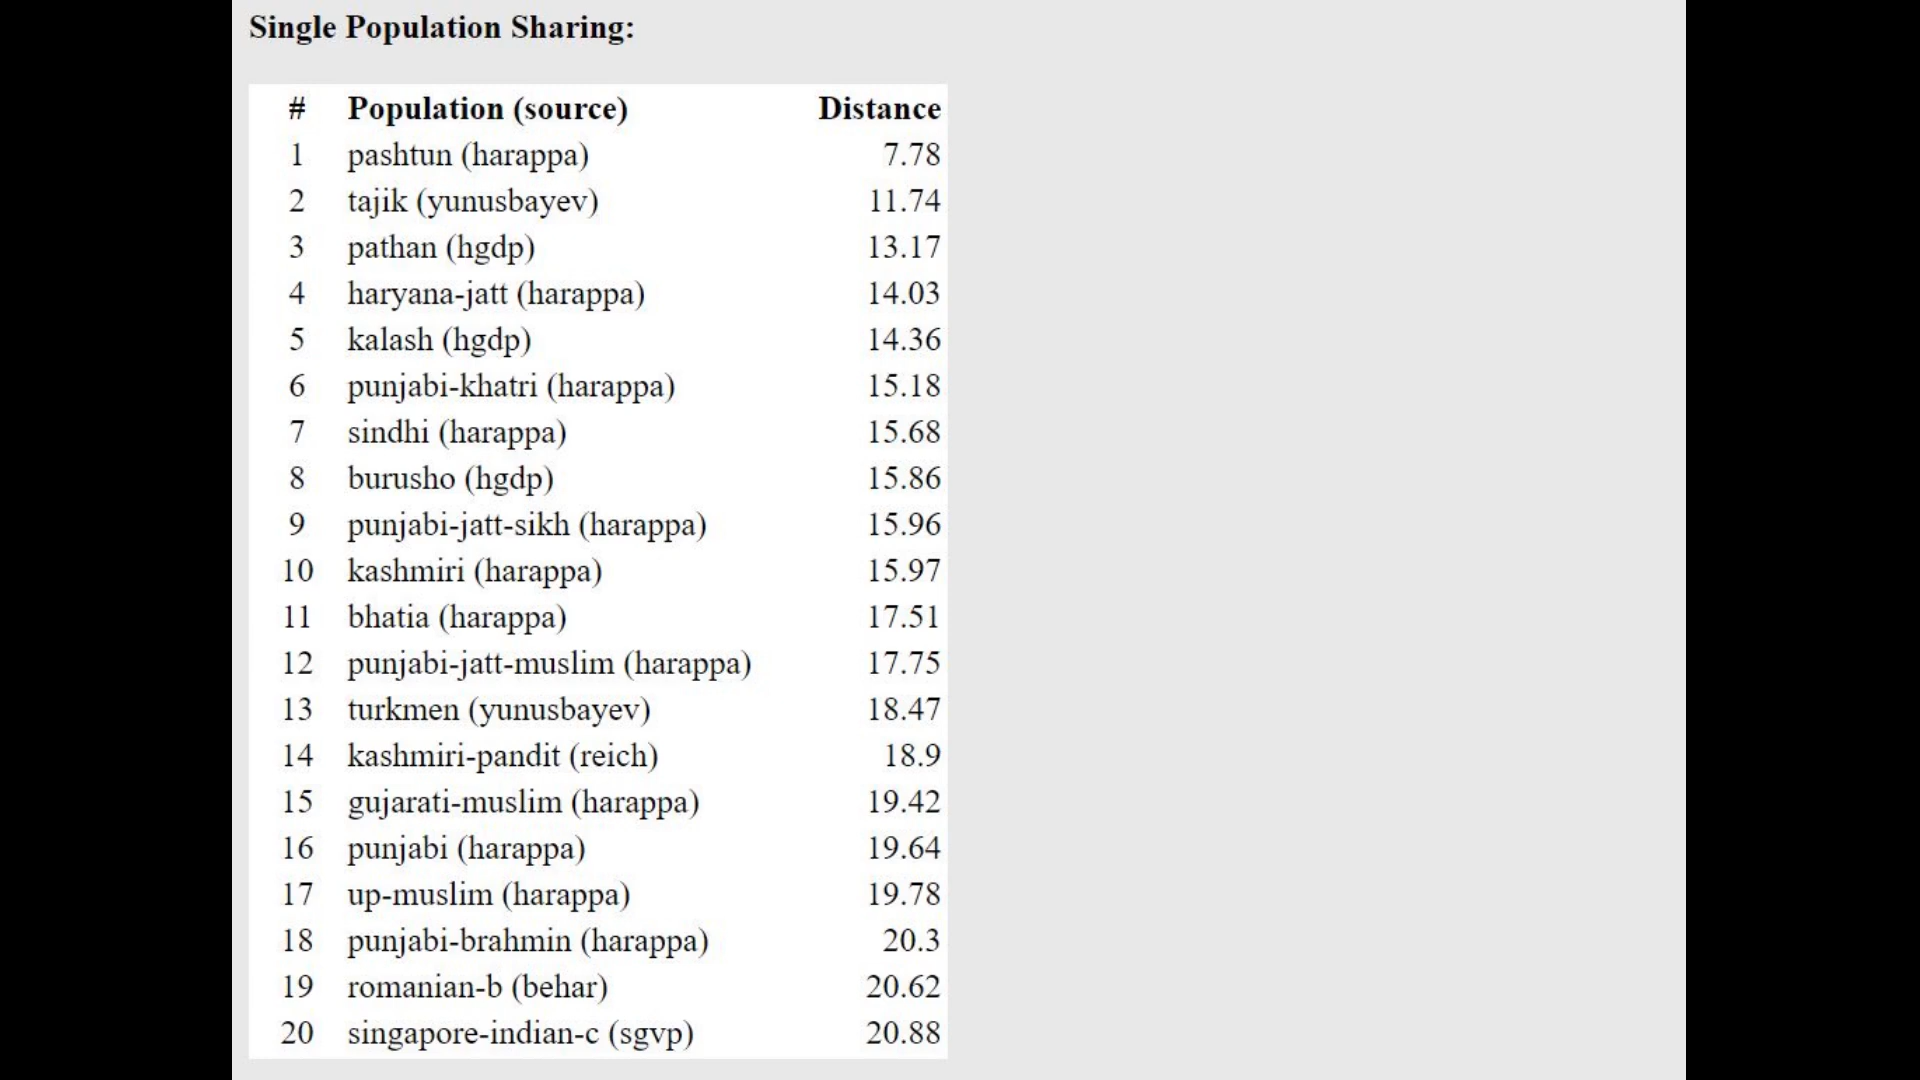 Single Population Sharing:
# Population (source) Distance
1 pashtun (harappa) 7.78
2 tajik (yunusbayev) 11.74
3 pathan (hgdp) 13.17
4 haryana-jatt (harappa) 14.03
5 kalash (hgdp) 14.36
6 punjabi-khatri (harappa) 15.18
7 sindhi (harappa) 15.68
8 burusho (hgdp) 15.86
9 punjabi-jatt-sikh (harappa) 15.96
10 kashmiri (harappa) 15.97
11 bhatia (harappa) 17.51
12 punjabi-jatt-muslim (harappa) 17.75
13 turkmen (yunusbayev) 18.47
14 kashmiri-pandit (reich) 18.9
15 gujarati-muslim (harappa) 19.42
16 punjabi (harappa) 19.64
17 up-muslim (harappa) 19.78
18 punjabi-brahmin (harappa) 20.3
19 romanian-b (behar) 20.62
20 singapore-indian-c (sgvp) 20.88